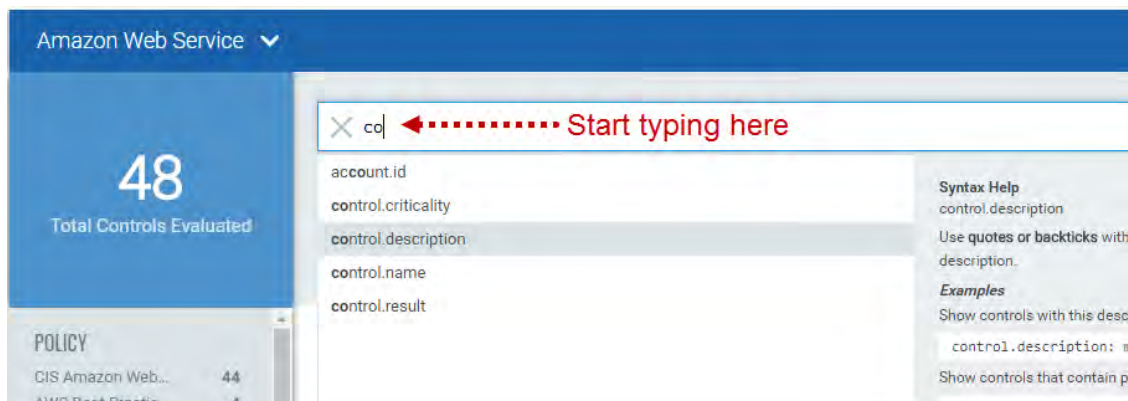 Amazon Web Service
co
Start typing here
48
Total Controls Evaluated
account.id
control.criticality
control.description
control.name
control.result
Syntax Help
control.description
Use quotes or backticks with
description.
Examples
Show controls with this desc
control.description:
Show controls that contain p
POLICY
CIS Amazon Web... 44